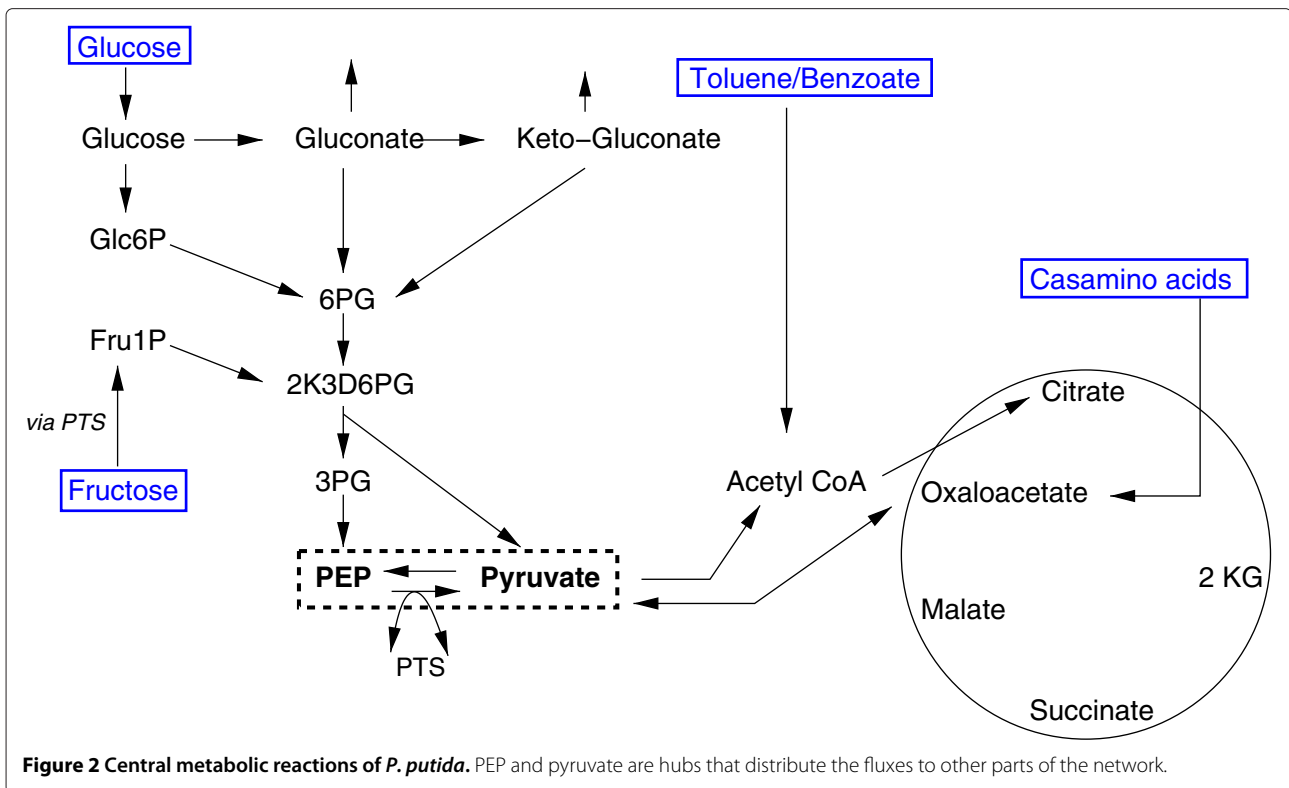 Glucose
Toluene/Benzoate
Glucose
Gluconate
Keto−Gluconate
Glc6P
Casamino acids
6PG
Fru1P
2K3D6PG
Citrate
via PTS
3PG
Acetyl CoA
Oxaloacetate
Fructose
PEP
Pyruvate
2 KG
Malate
PTS
Succinate
Figure 2 Central metabolic reactions of P. putida. PEP and pyruvate are hubs that distribute the fluxes to other parts of the network.